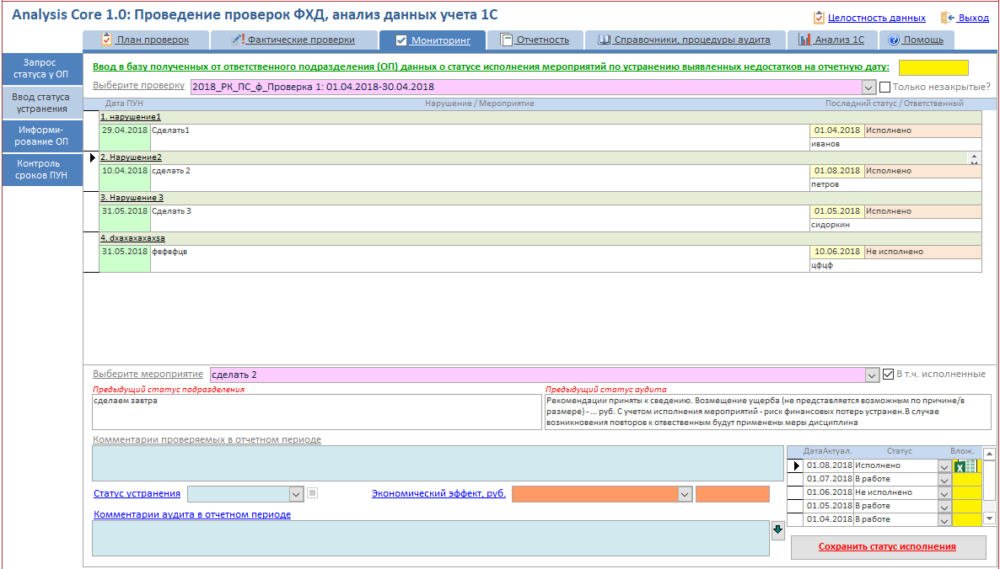 Analysis Core 1.0: Проведение проверок ФХД, анализ данных учета 1С
Целостность данных
Выход
План проверок
Фактические проверки
Мониторинг
Отчетность
Справочники, процедуры аудита
Анализ 1С
Помощь
Запрос
статуса у ОП
Ввод статуса
устранения
Информи-
рование ОП
Контроль
сроков ПУН
Ввод в базу полученных от ответственного подразделения (ОП) данных о статусе исполнения мероприятий по устранению выявленных недостатков на отчетную дату:
Выберите проверку
2018_РК_ПС_ф_Проверка 1: 01.04.2018-30.04.2018
Только незакрытые?
Дата ПУН
Нарушение / Мероприятие
Последний статус / Ответственный
1. нарушение1
29.04.2018 Сделать1 01.04.2018 Исполнено
иванов
2. Нарушение2
10.04.2018 сделать 2 01.08.2018 Исполнено
петров
3. Нарушение 3
31.05.2018 Сделать 3 01.05.2018 Исполнено
сидоркин
4. dxaxaxaxaxsa
31.05.2018 фвфвфцв 10.06.2018 Не исполнено
цфцф
Выберите мероприятие
сделать 2
В т.ч. исполненные
Предыдущий статус подразделения
сделаем завтра
Предыдущий статус аудита
Рекомендации приняты к сведению. Возмещение ущерба (не представляется возможным по причине/в
размере) - ... руб. С учетом исполнения мероприятий - риск финансовых потерь устранен.В случае
возникновения повторов к отвественным будут применены меры дисциплина
Комментарии проверяемых в отчетном периоде
Статус устранения
Экономический эффект, руб.
Комментарии аудита в отчетном периоде
ДатаАктуал. Статус Влож.
01.08.2018 Исполнено
01.07.2018 В работе
01.06.2018 Не исполнено
01.05.2018 В работе
01.04.2018 В работе
Сохранить статус исполнения